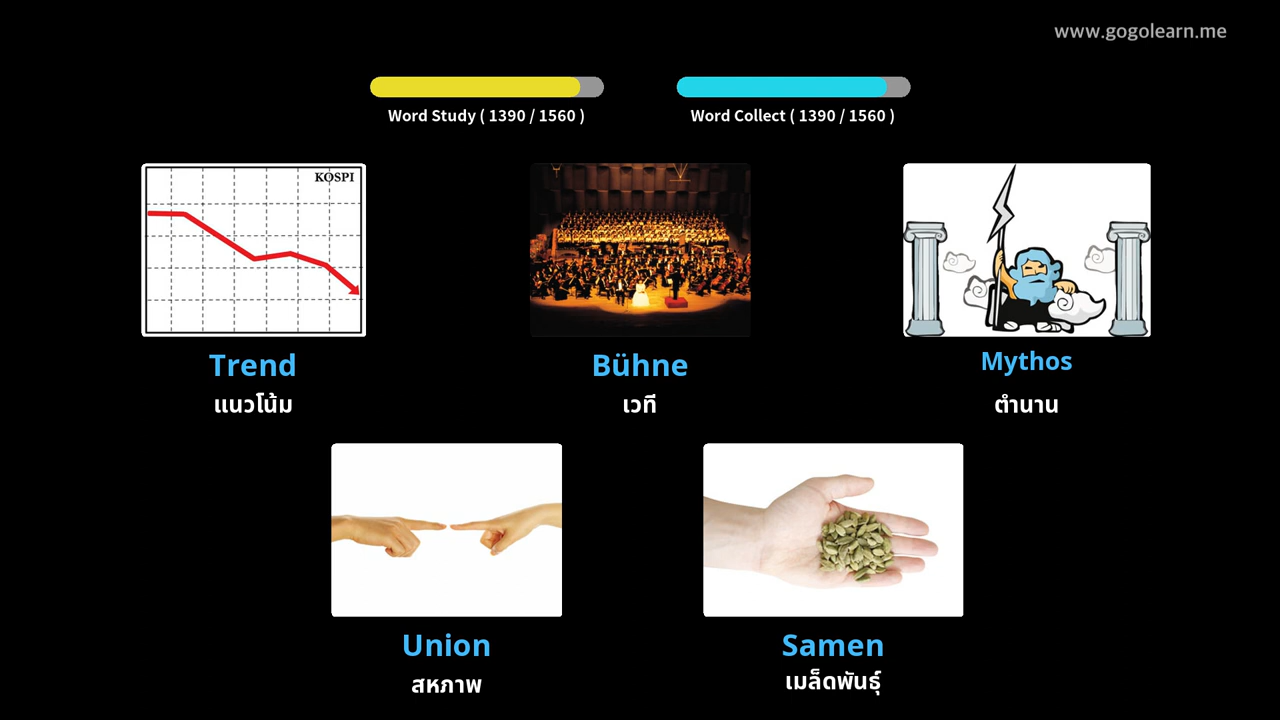 www.gogolearn.me
Word Study ( 1390 / 1560 )
Word Collect ( 1390 / 1560 )
KOSPI
Trend
แนวโน้ม
Bühne
เวที
Mythos
ตำนาน
Union
สหภาพ
Samen
เมล็ดพันธุ์